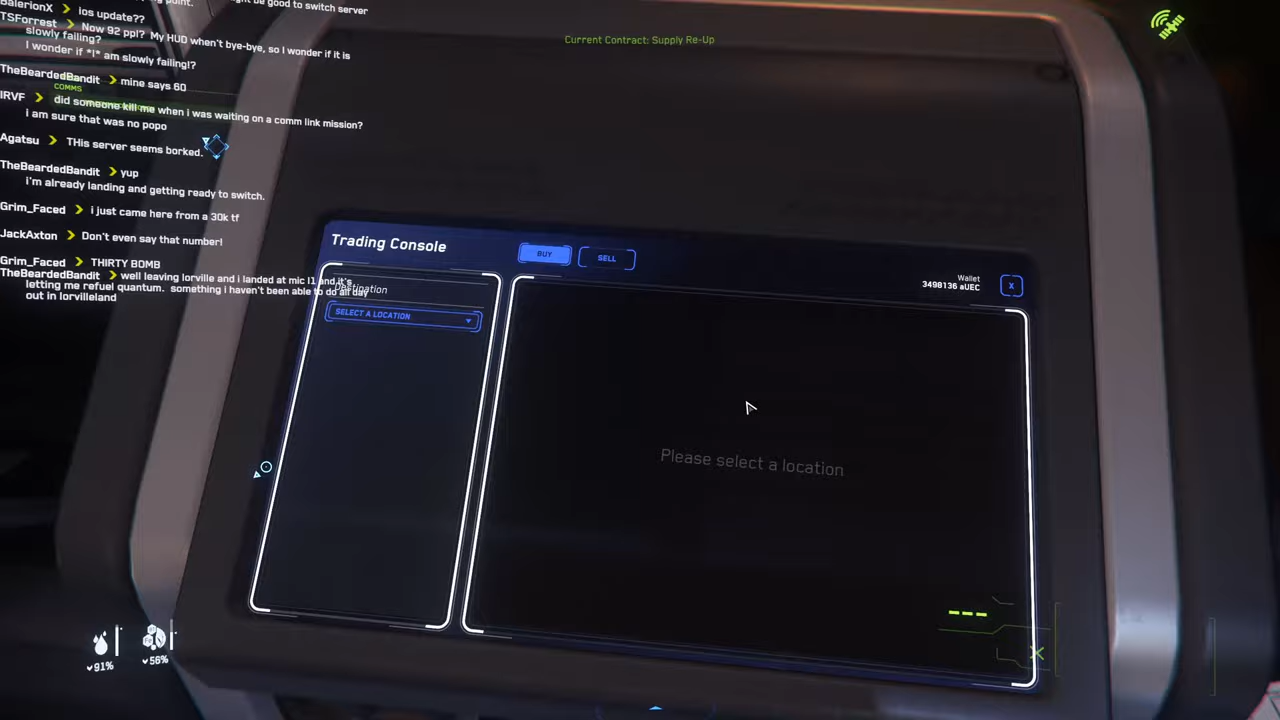 BalerionX > ios update??
TSForrest > Now 92 ppl? My HUD when't bye-bye, so I wonder if it is
slowly failing?
I wonder if *I* am slowly failing!?
TheBeardedBandit > mine says 60
COMMS
IRVF > did someone kill me when i was waiting on a comm link mission?
i am sure that was no popo
Agatsu > THis server seems borked.
TheBeardedBandit > yup
i'm already landing and getting ready to switch.
Grim_Faced > i just came here from a 30k tf
JackAxton > Don't even say that number!
Grim_Faced > THIRTY BOMB
TheBeardedBandit > well leaving lorville and i landed at mic l1 and it's
letting me refuel quantum. something i haven't been able to do all day
out in lorvilleland
Current Contract: Supply Re-Up
Trading Console
BUY
SELL
Wallet
3498136 aUEC
X
Destination
SELECT A LOCATION
Please select a location
91%
56%